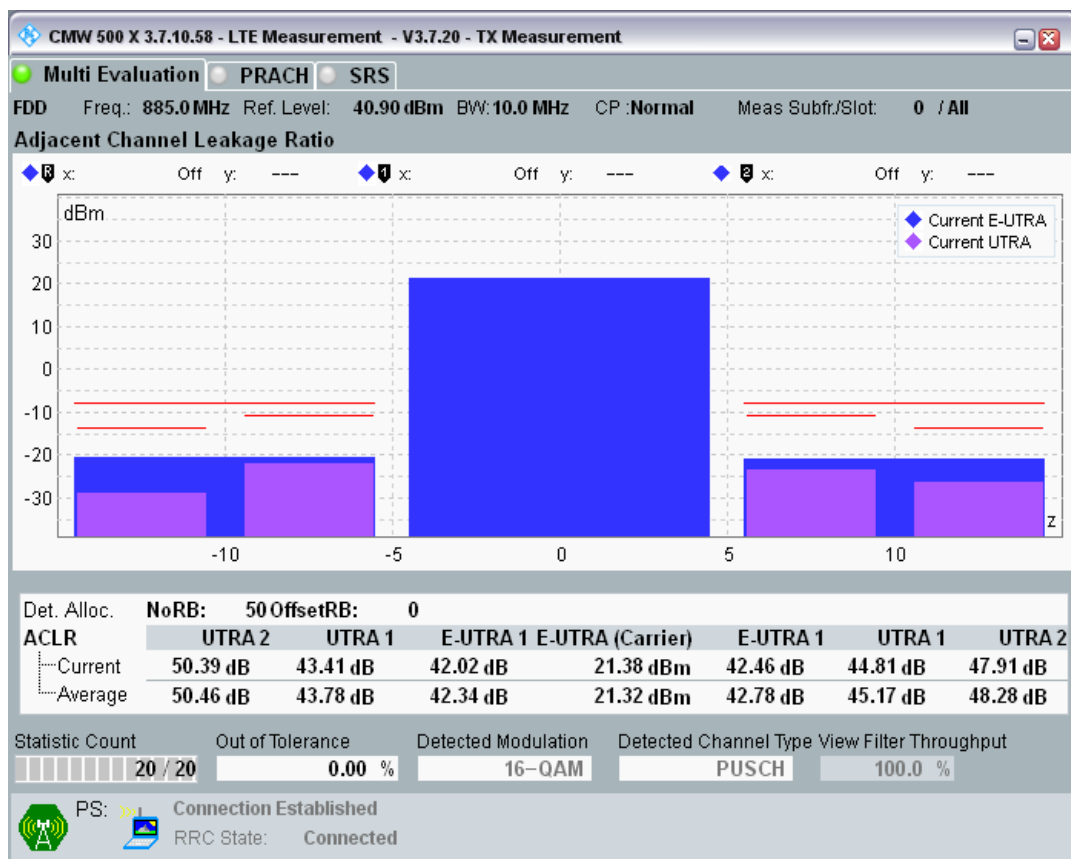 CMW 500 X 3.7.10.58 - LTE Measurement - V3.7.20 - TX Measurement
Multi Evaluation PRACH SRS
FDD Freq.: 885.0 MHz Ref. Level: 40.90 dBm BW: 10.0 MHz CP :Normal Meas Subfr./Slot: 0 / All
Adjacent Channel Leakage Ratio
R x: Off y: --- 1 x: Off y: --- 2 x: Off y: ---
dBm
Current E-UTRA
Current UTRA
30
20
10
0
-10
-20
-30
z
-10 -5 0 5 10
Det. Alloc. NoRB: 50 OffsetRB: 0
ACLR UTRA 2 UTRA 1 E-UTRA 1 E-UTRA (Carrier) E-UTRA 1 UTRA 1 UTRA 2
Current 50.39 dB 43.41 dB 42.02 dB 21.38 dBm 42.46 dB 44.81 dB 47.91 dB
Average 50.46 dB 43.78 dB 42.34 dB 21.32 dBm 42.78 dB 45.17 dB 48.28 dB
Statistic Count Out of Tolerance Detected Modulation Detected Channel Type View Filter Throughput
20 / 20 0.00 % 16-QAM PUSCH 100.0 %
PS: Connection Established
RRC State: Connected